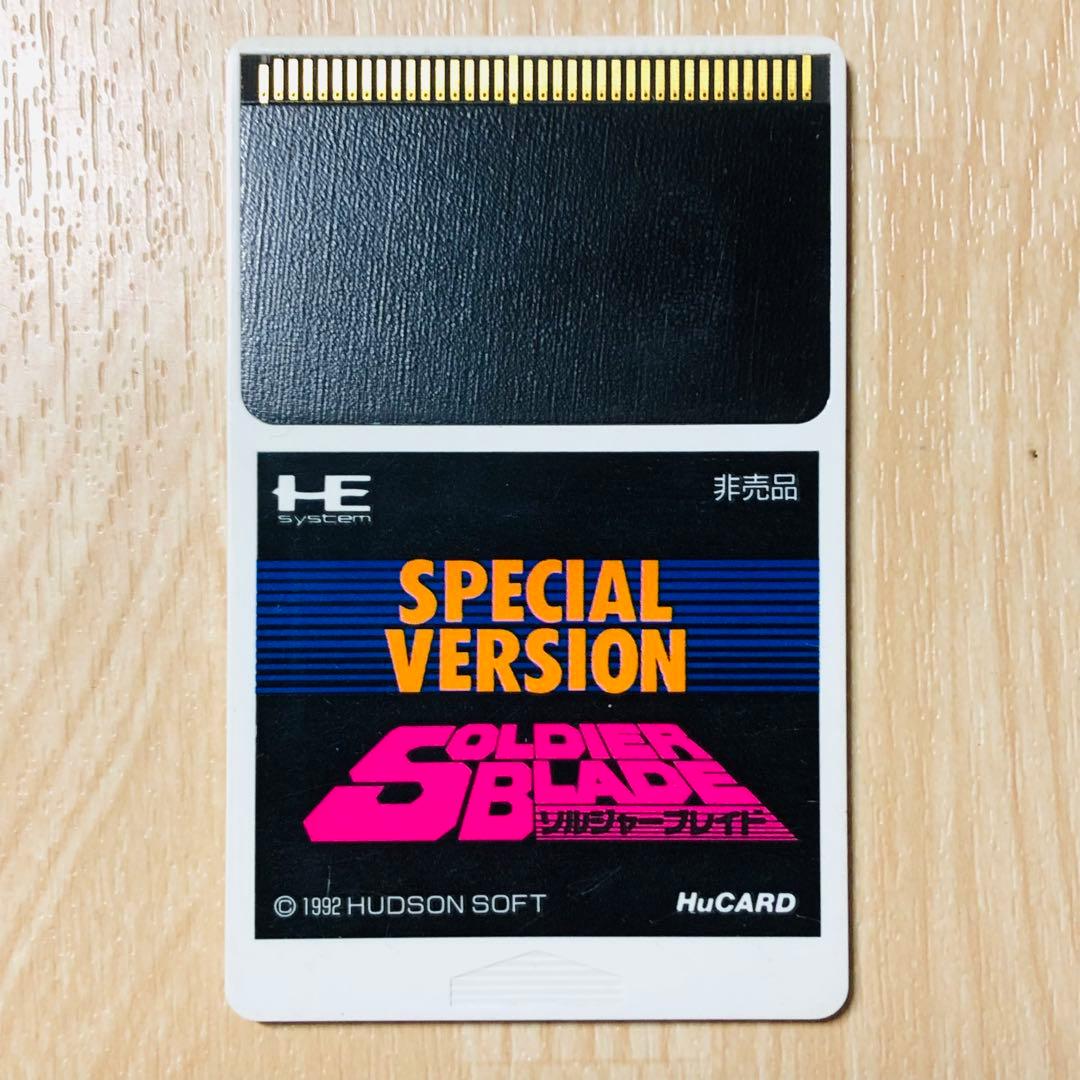 HE
system
非売品
SPECIAL
VERSION
SOLDIER
BLADE
ソルジャーブレイド
© 1992 HUDSON SOFT
HuCARD